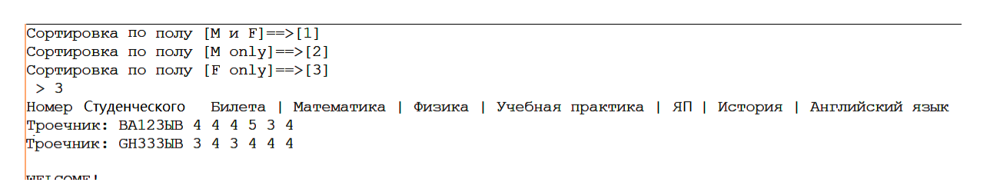 Сортировка по полу [M и F]==>[1]
Сортировка по полу [M only]==>[2]
Сортировка по полу [F only]==>[3]
> 3
Номер Студенческого Билета | Математика | Физика | Учебная практика | ЯП | История | Английский язык
Троечник: BA123ЫВ 4 4 4 5 3 4
Троечник: GH333ЫВ 3 4 3 4 4 4
WELCOME!